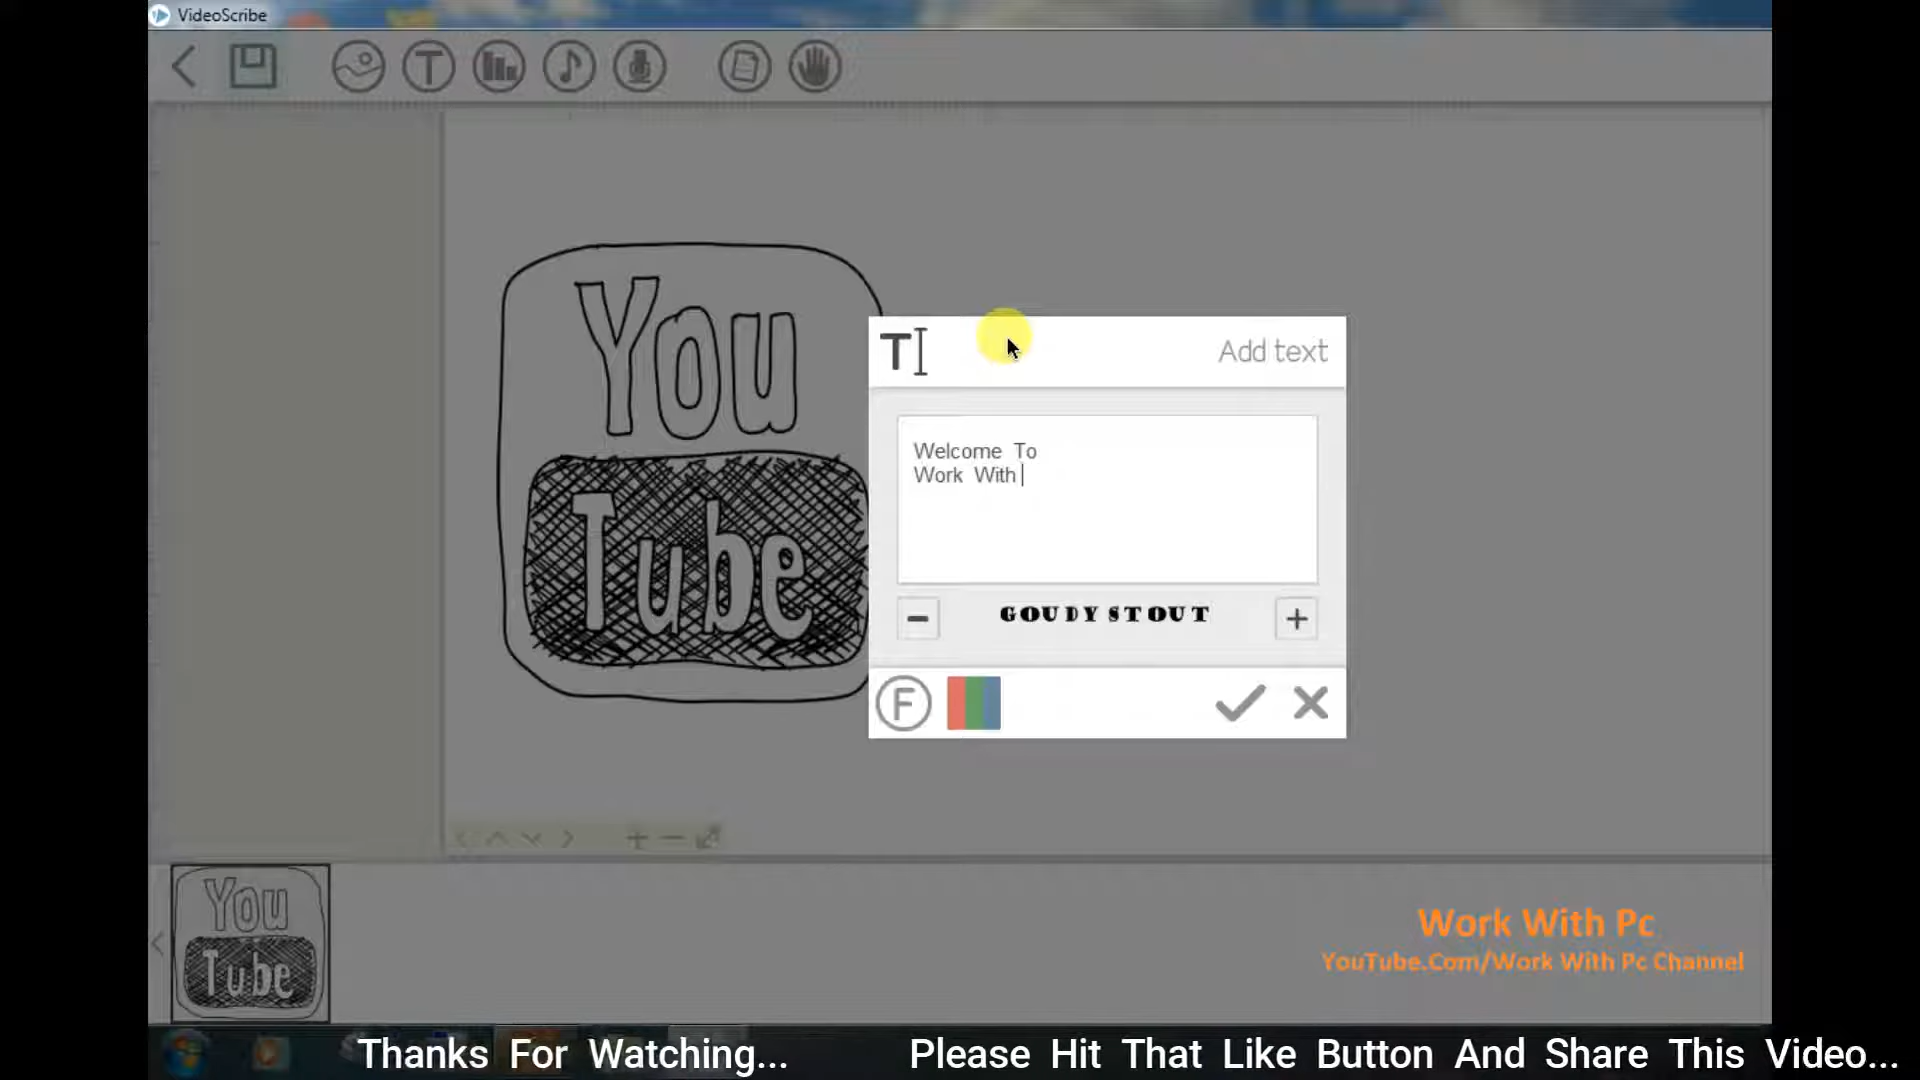 VideoScribe
T
You
Tube
T
Add text
Welcome To
Work With
GOUDY STOUT
F
You
Tube
Work With Pc
YouTube.Com/Work With Pc Channel
Thanks For Watching... Please Hit That Like Button And Share This Video...